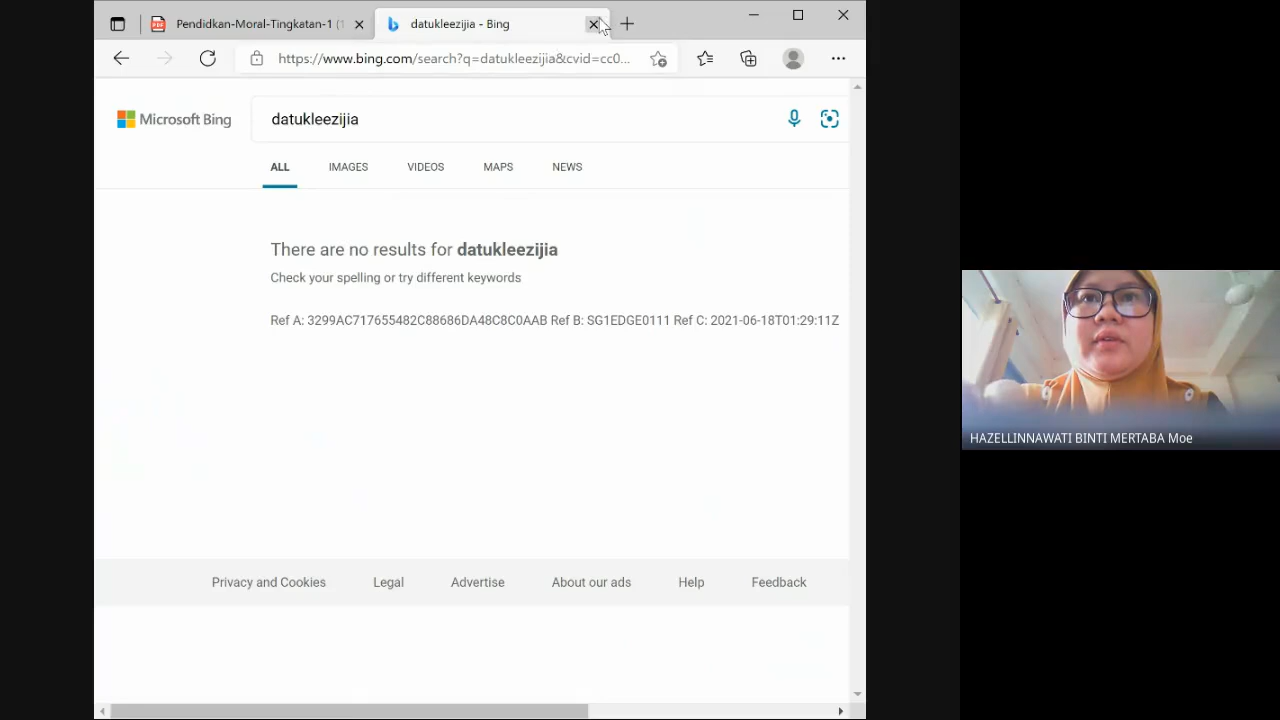 Pendidkan-Moral-Tingkatan-1 (1
datukleezijia - Bing
https://www.bing.com/search?q=datukleezijia&cvid=cc0...
Microsoft Bing
datukleezijia
ALL IMAGES VIDEOS MAPS NEWS
There are no results for datukleezijia
Check your spelling or try different keywords
Ref A: 3299AC717655482C88686DA48C8C0AAB Ref B: SG1EDGE0111 Ref C: 2021-06-18T01:29:11Z
HAZELLINNAWATI BINTI MERTABA Moe
Privacy and Cookies Legal Advertise About our ads Help Feedback